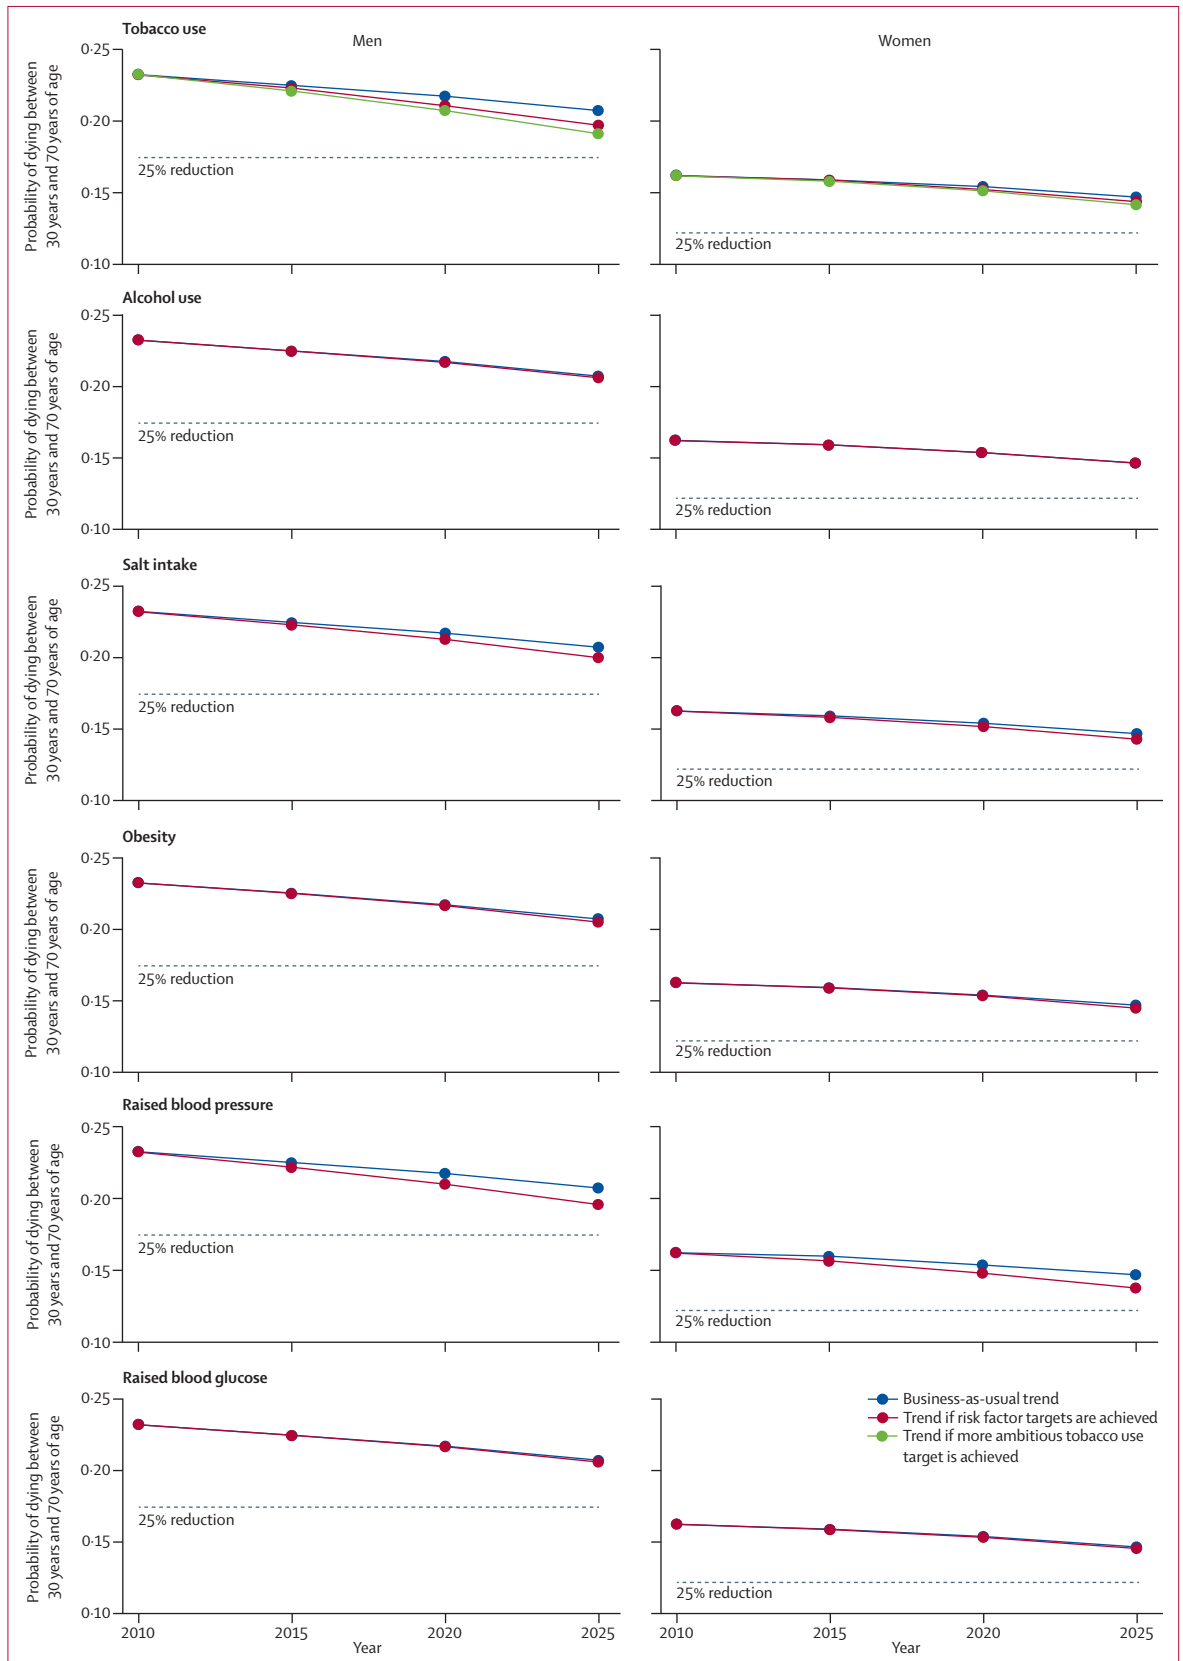 Tobacco use
Men
Women
Probability of dying between
30 years and 70 years of age
0·25
0·20
0·15
0·10
25% reduction
25% reduction
Alcohol use
Probability of dying between
30 years and 70 years of age
0·25
0·20
0·15
0·10
25% reduction
25% reduction
Salt intake
Probability of dying between
30 years and 70 years of age
0·25
0·20
0·15
0·10
25% reduction
25% reduction
Obesity
Probability of dying between
30 years and 70 years of age
0·25
0·20
0·15
0·10
25% reduction
25% reduction
Raised blood pressure
Probability of dying between
30 years and 70 years of age
0·25
0·20
0·15
0·10
25% reduction
25% reduction
Raised blood glucose
Probability of dying between
30 years and 70 years of age
0·25
0·20
0·15
0·10
25% reduction
2010 2015 2020 2025
Year
Business-as-usual trend
Trend if risk factor targets are achieved
Trend if more ambitious tobacco use
target is achieved
25% reduction
2010 2015 2020 2025
Year